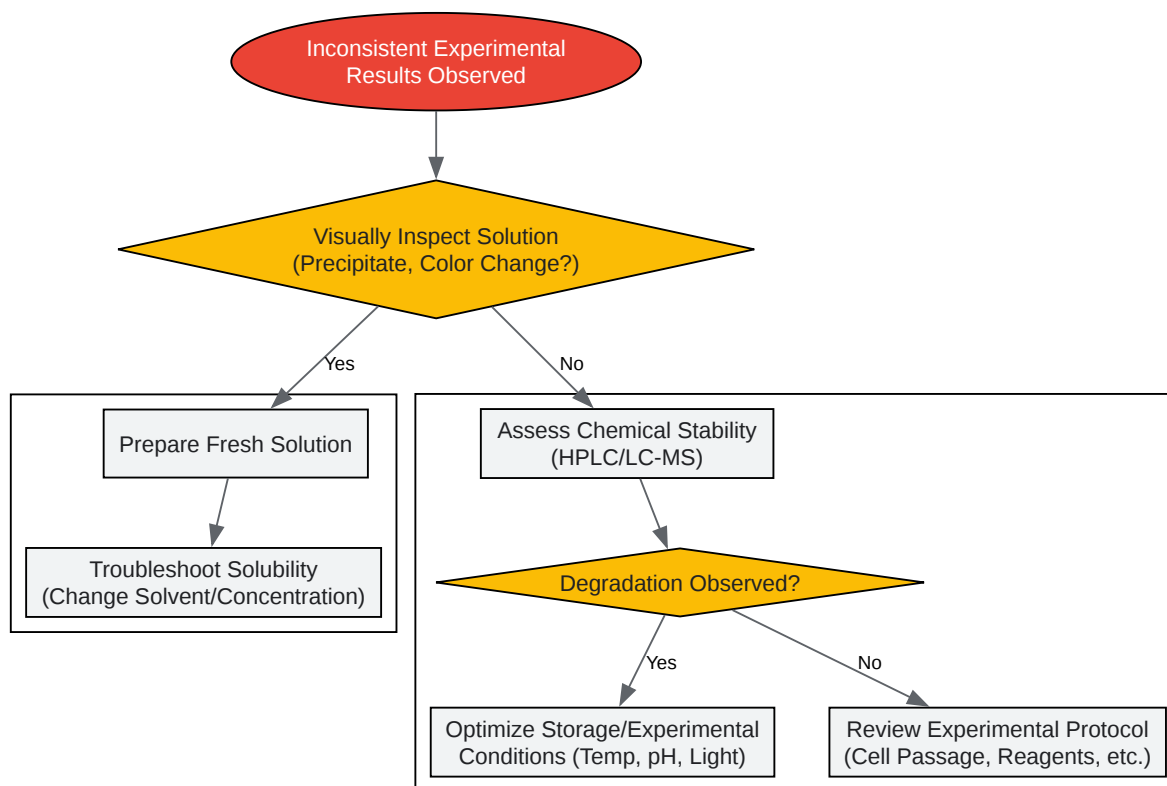 Inconsistent Experimental
Results Observed
Visually Inspect Solution
(Precipitate, Color Change?)
Yes
No
Prepare Fresh Solution
Troubleshoot Solubility
(Change Solvent/Concentration)
Assess Chemical Stability
(HPLC/LC-MS)
Degradation Observed?
Yes
No
Optimize Storage/Experimental
Conditions (Temp, pH, Light)
Review Experimental Protocol
(Cell Passage, Reagents, etc.)